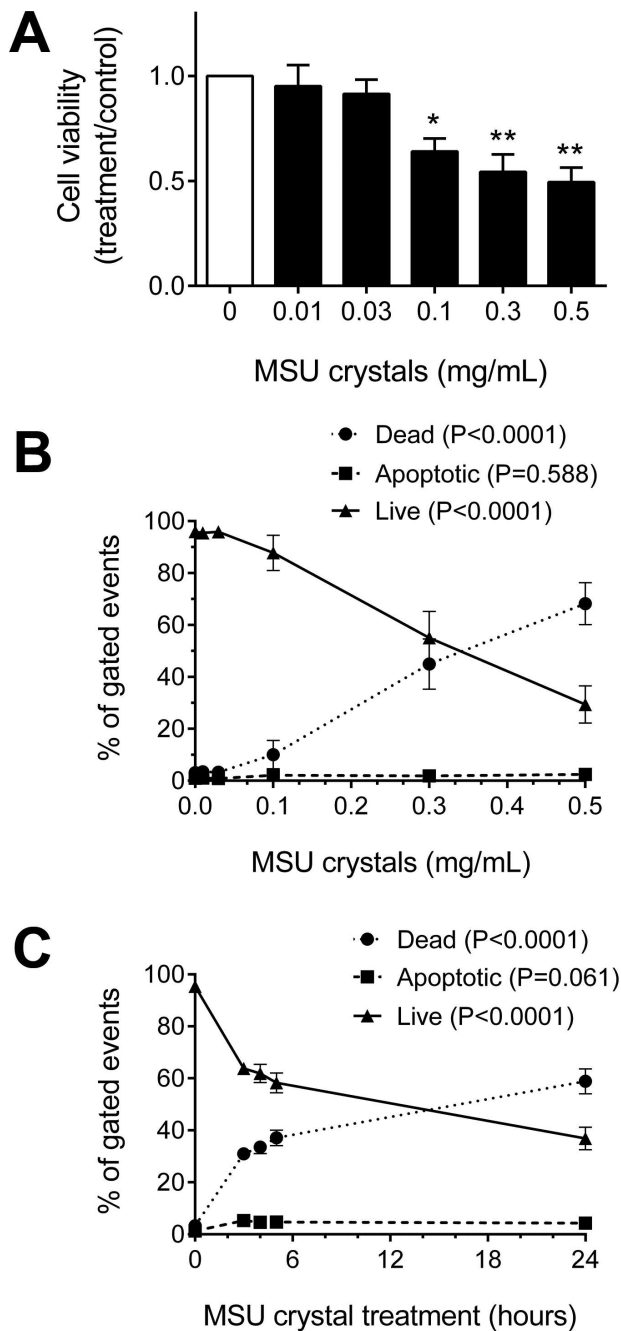 A
Cell viability
(treatment/control)
1.0
0.5
0.0
*
**
**
0 0.01 0.03 0.1 0.3 0.5
MSU crystals (mg/mL)
B
Dead (P<0.0001)
Apoptotic (P=0.588)
Live (P<0.0001)
% of gated events
100
80
60
40
20
0
0.0 0.1 0.2 0.3 0.4 0.5
MSU crystals (mg/mL)
C
Dead (P<0.0001)
Apoptotic (P=0.061)
Live (P<0.0001)
% of gated events
100
80
60
40
20
0
0 6 12 18 24
MSU crystal treatment (hours)